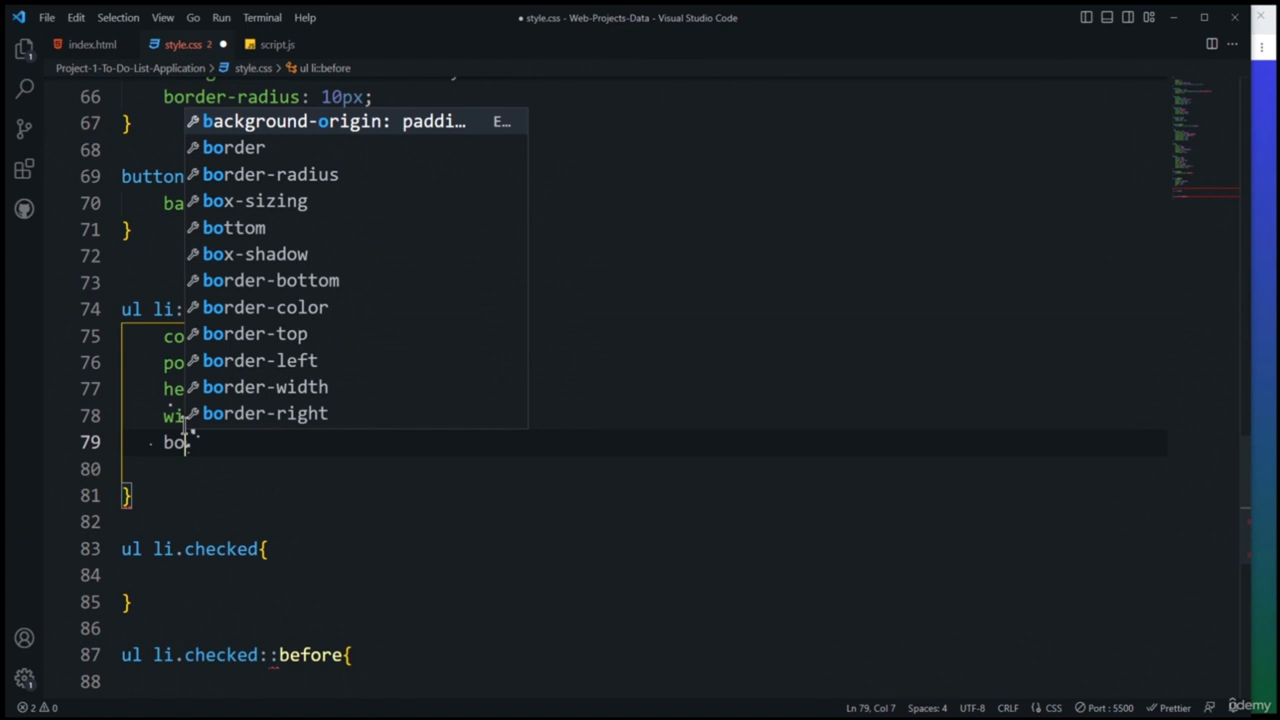 File Edit Selection View Go Run Terminal Help
● style.css - Web-Projects-Data - Visual Studio Code
index.html style.css 2 ● script.js
Project-1-To-Do-List-Application > style.css > ul li::before
66 border-radius: 10px;
67 }
background-origin: paddi… E…
68
border
69 button
border-radius
70 ba
box-sizing
71 }
bottom
72
box-shadow
73
border-bottom
74 ul li:
border-color
75 co
border-top
76 po
border-left
77 he
border-width
78 wi
border-right
79 bo
80
81 }
82
83 ul li.checked{
84
85 }
86
87 ul li.checked::before{
88
2 0 Ln 79, Col 7 Spaces: 4 UTF-8 CRLF CSS Port : 5500 Prettier
ûdemy